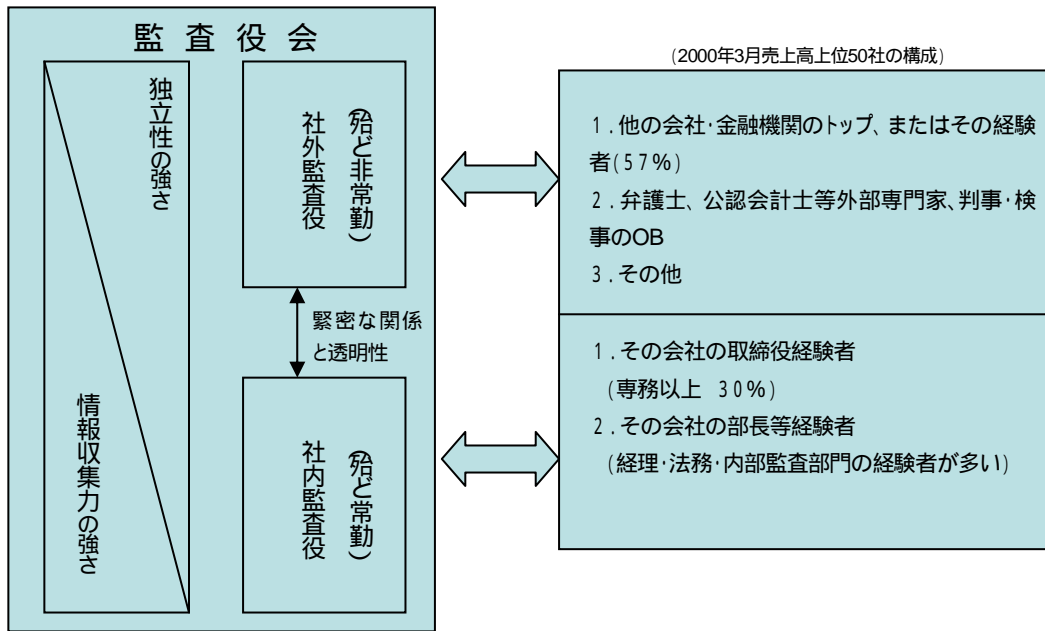 監査役会
独立性の強さ
情報収集力の強さ
社外監査役
(殆ど非常勤)
緊密な関係
と透明性
社内監査役
(殆ど常勤)
(2000年3月売上高上位50社の構成)
1.他の会社・金融機関のトップ、またはその経験
者(57%)
2.弁護士、公認会計士等外部専門家、判事・検
事のOB
3.その他
1.その会社の取締役経験者
(専務以上 30%)
2.その会社の部長等経験者
(経理・法務・内部監査部門の経験者が多い)